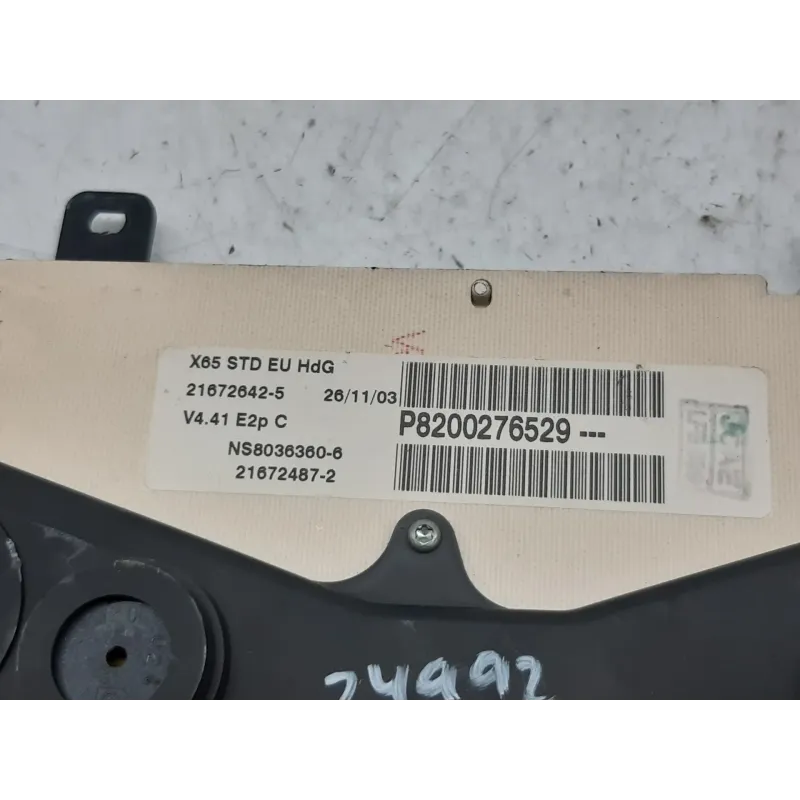 X65 STD EU HdG
21672642-5 26/11/03
V4.41 E2p C
P8200276529 ---
NS8036360-6
21672487-2
24992